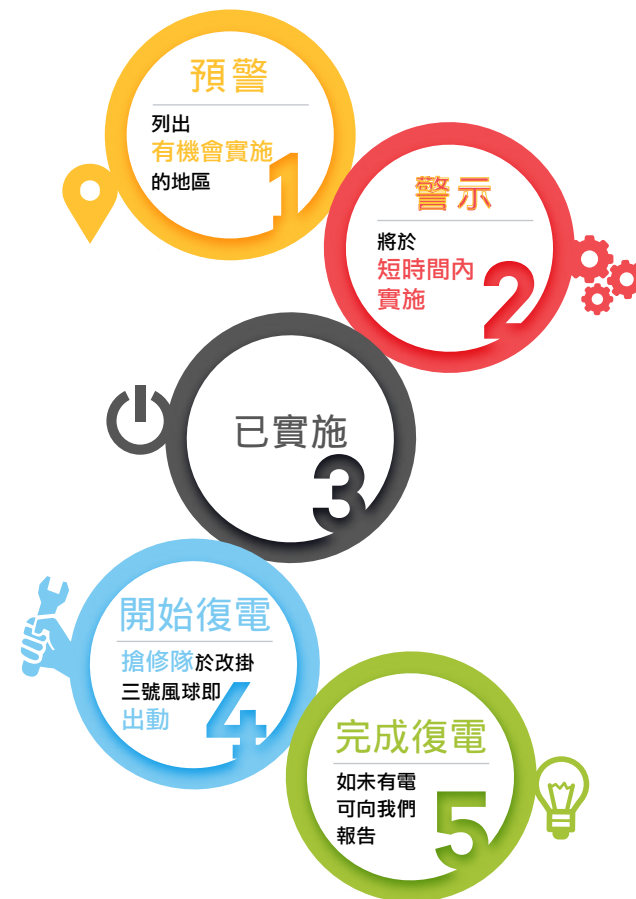 預警
列出
有機會實施
的地區
1
警示
將於
短時間內
實施
2
已實施
3
開始復電
搶修隊於改掛
三號風球即
出動
4
完成復電
如未有電
可向我們
報告
5